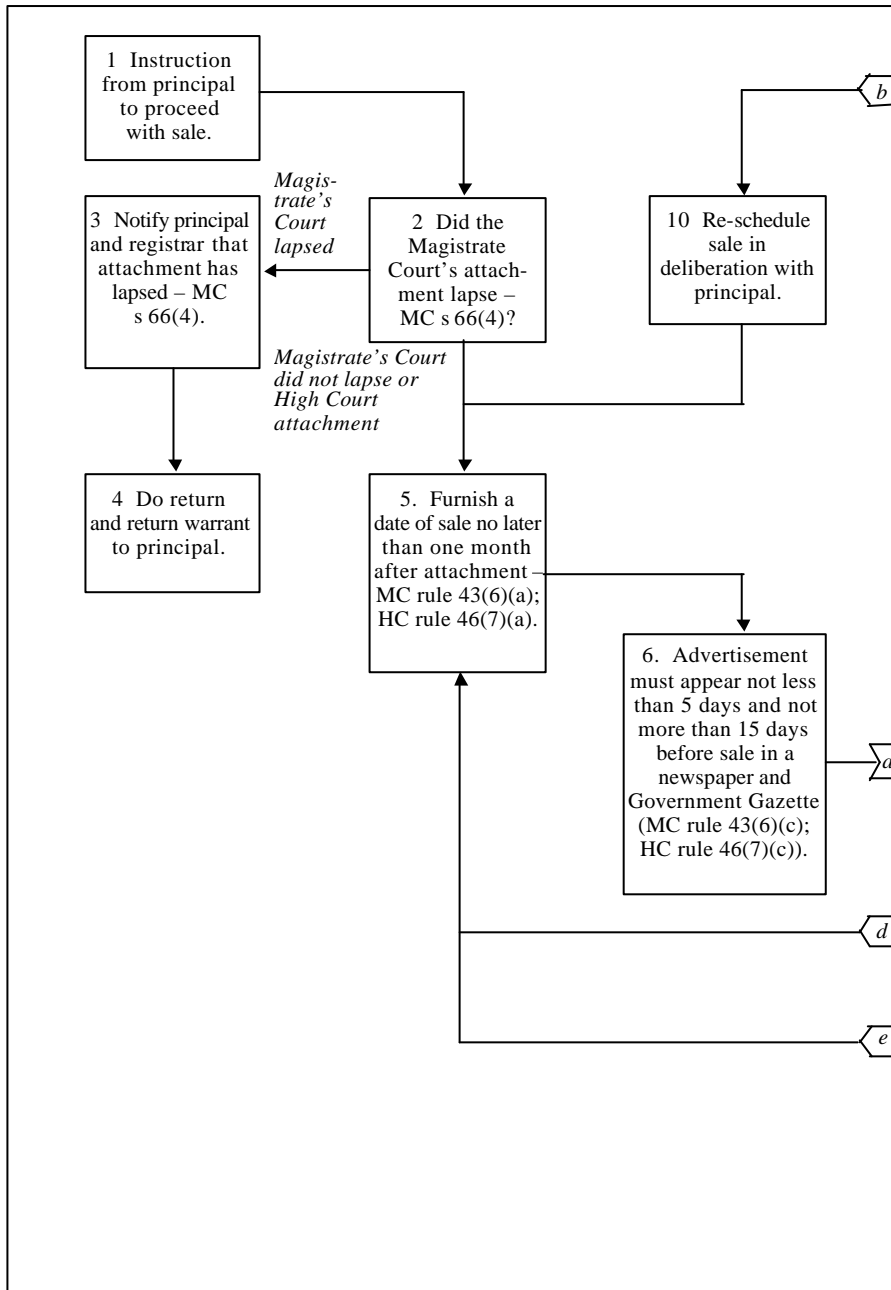 1 Instruction
from principal
to proceed
with sale.
b
Magis-
trate's
Court
lapsed
3 Notify principal
and registrar that
attachment has
lapsed – MC
s 66(4).
2 Did the
Magistrate
Court's attach-
ment lapse –
MC s 66(4)?
10 Re-schedule
sale in
deliberation with
principal.
Magistrate's Court
did not lapse or
High Court
attachment
4 Do return
and return warrant
to principal.
5. Furnish a
date of sale no later
than one month
after attachment –
MC rule 43(6)(a);
HC rule 46(7)(a).
6. Advertisement
must appear not less
than 5 days and not
more than 15 days
before sale in a
newspaper and
Government Gazette
(MC rule 43(6)(c);
HC rule 46(7)(c)).
a
d
e